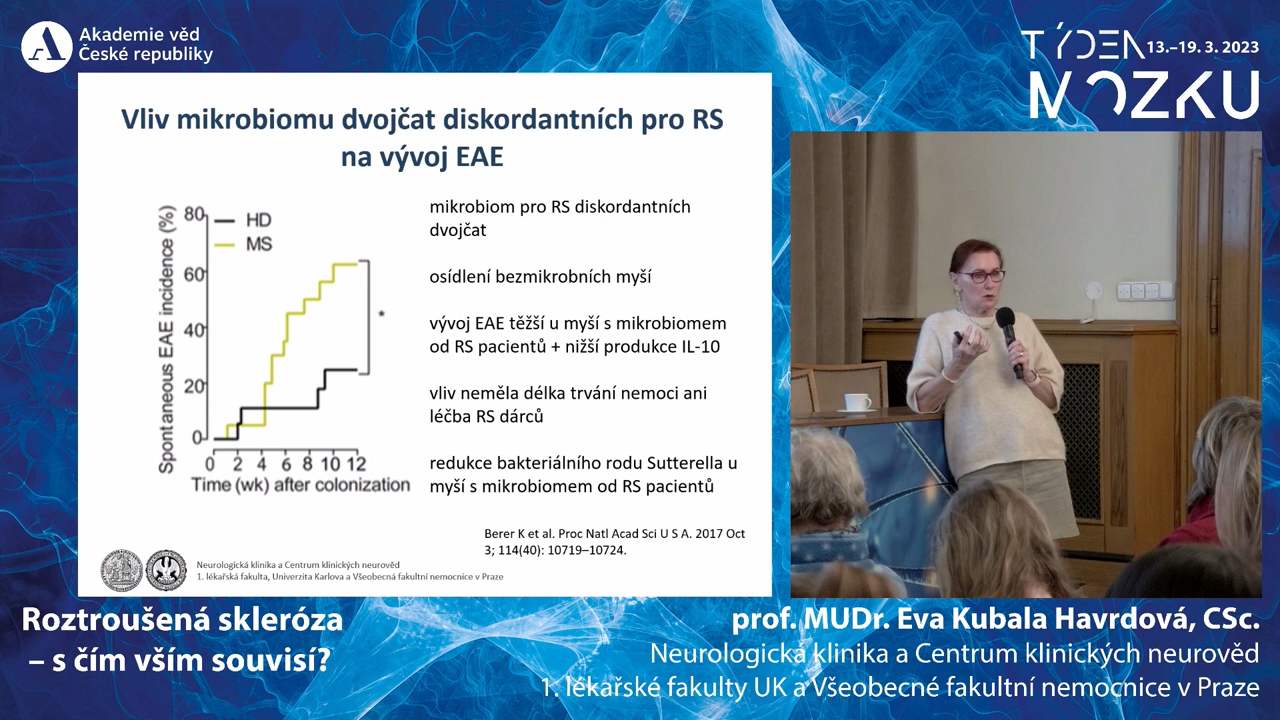 Akademie věd
České republiky
TÝDEN 13.–19. 3. 2023
MOZKU
Vliv mikrobiomu dvojčat diskordantních pro RS
na vývoj EAE
Spontaneous EAE incidence (%)
80
60
40
20
0
HD
MS
*
0 2 4 6 8 10 12
Time (wk) after colonization
mikrobiom pro RS diskordantních
dvojčat
osídlení bezmikrobních myší
vývoj EAE těžší u myší s mikrobiomem
od RS pacientů + nižší produkce IL-10
vliv neměla délka trvání nemoci ani
léčba RS dárců
redukce bakteriálního rodu Sutterella u
myší s mikrobiomem od RS pacientů
Berer K et al. Proc Natl Acad Sci U S A. 2017 Oct
3; 114(40): 10719–10724.
Neurologická klinika a Centrum klinických neurověd
1. lékařská fakulta, Univerzita Karlova a Všeobecná fakultní nemocnice v Praze
Roztroušená skleróza
– s čím vším souvisí?
prof. MUDr. Eva Kubala Havrdová, CSc.
Neurologická klinika a Centrum klinických neurověd
1. lékařské fakulty UK a Všeobecné fakultní nemocnice v Praze